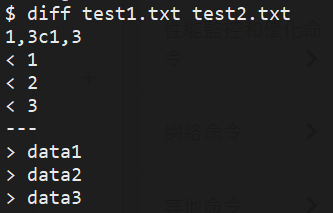 $ diff test1.txt test2.txt
1,3c1,3
< 1
< 2
< 3
---
> data1
> data2
> data3